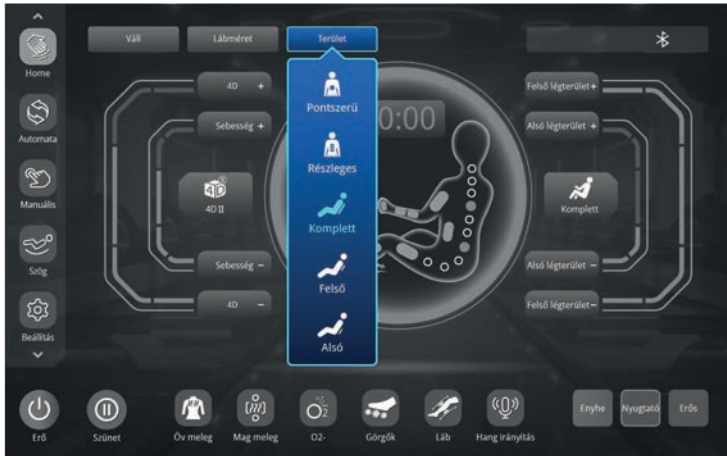 Váll
Lábméret
Terület
Home
Automata
Manuális
Szög
Beállítás
4D +
Sebesség +
4D
4D II
Sebesség −
4D −
Pontszerű
Részleges
Komplett
Felső
Alsó
0:00
Felső légterület+
Alsó légterület +
Komplett
Alsó légterület −
Felső légterület−
Erő
Szünet
Öv meleg
Mag meleg
O2
O2-
Görgők
Láb
Hang irányítás
Enyhe
Nyugtató
Erős